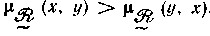 μ_ℛ̰ (x, y) > μ_ℛ̰ (y, x).